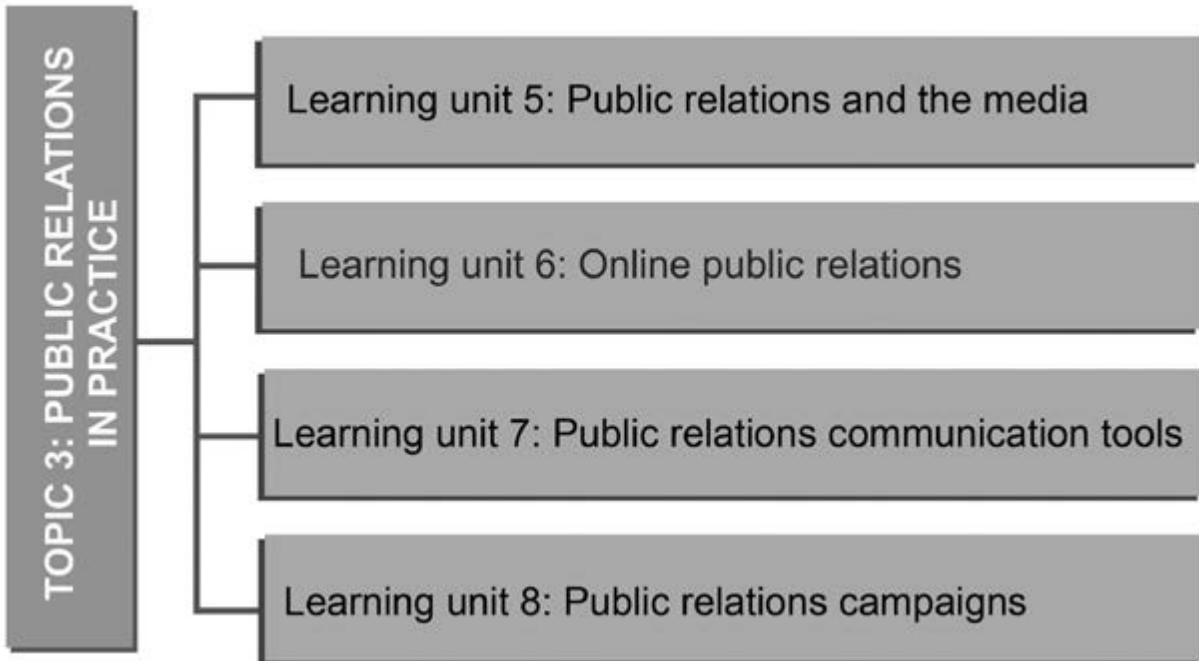 TOPIC 3: PUBLIC RELATIONS
IN PRACTICE
Learning unit 5: Public relations and the media
Learning unit 6: Online public relations
Learning unit 7: Public relations communication tools
Learning unit 8: Public relations campaigns